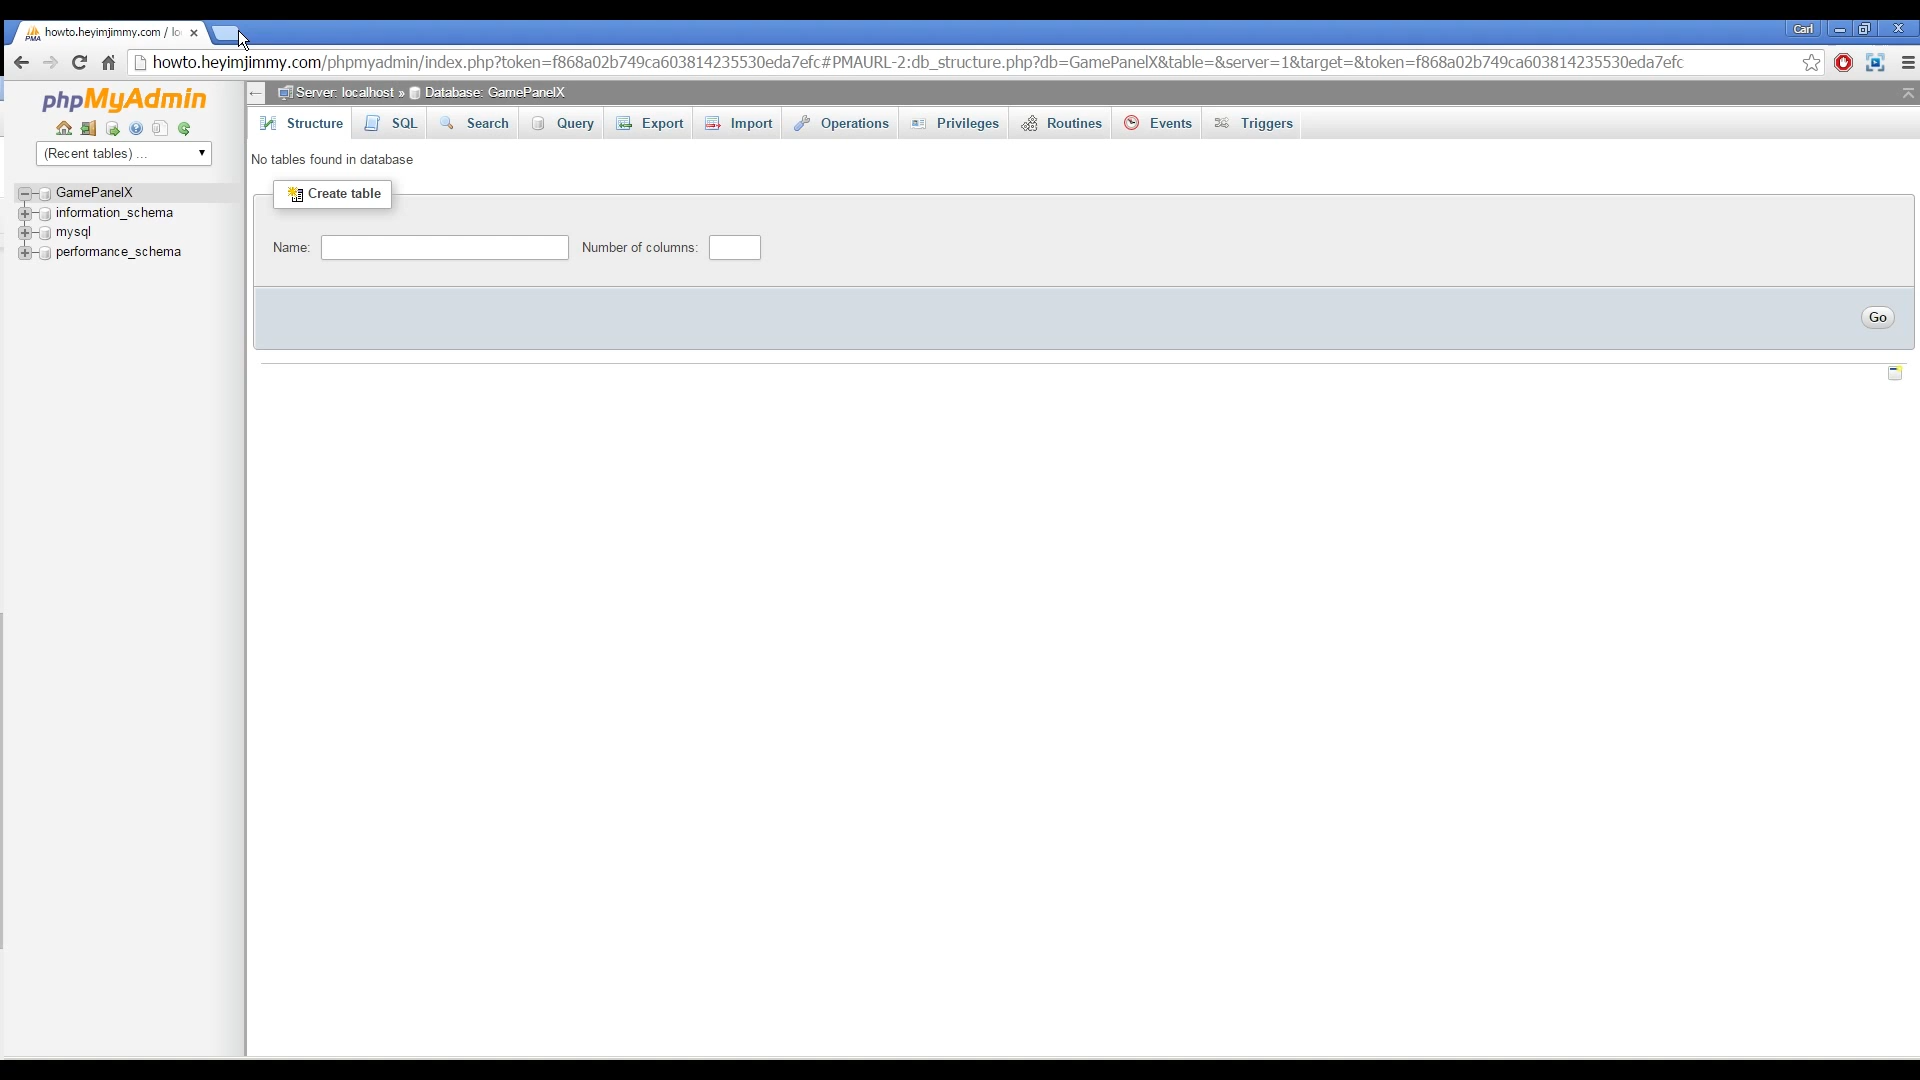 howto.heyimjimmy.com / lo
Carl
howto.heyimjimmy.com/phpmyadmin/index.php?token=f868a02b749ca603814235530eda7efc#PMAURL-2:db_structure.php?db=GamePanelX&table=&server=1&target=&token=f868a02b749ca603814235530eda7efc
phpMyAdmin
Server: localhost » Database: GamePanelX
Structure SQL Search Query Export Import Operations Privileges Routines Events Triggers
(Recent tables) ...
No tables found in database
GamePanelX
information_schema
mysql
performance_schema
Create table
Name: Number of columns:
Go